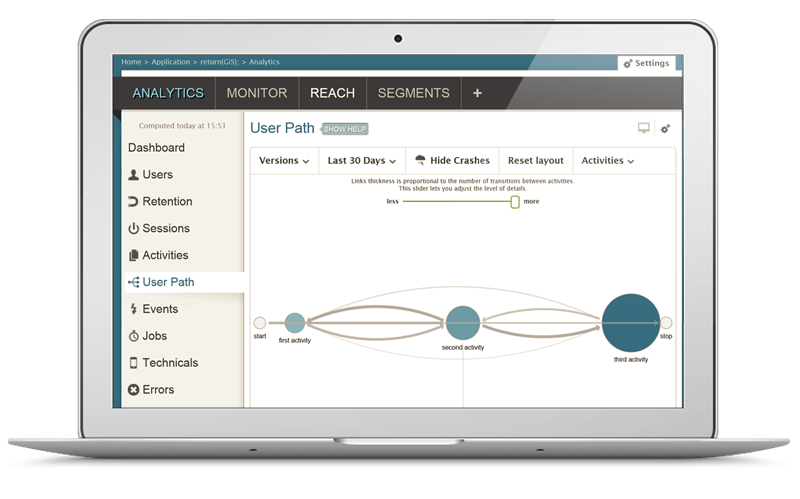 Home > Application > return(GiS); > Analytics
Settings
ANALYTICS MONITOR REACH SEGMENTS +
Computed today at 15:51
Dashboard
Users
Retention
Sessions
Activities
User Path
Events
Jobs
Technicals
Errors
User Path SHOW HELP
Versions Last 30 Days Hide Crashes Reset layout Activities
Links thickness is proportional to the number of transitions between activities.
This slider lets you adjust the level of details.
less more
start
first activity
second activity
third activity
stop